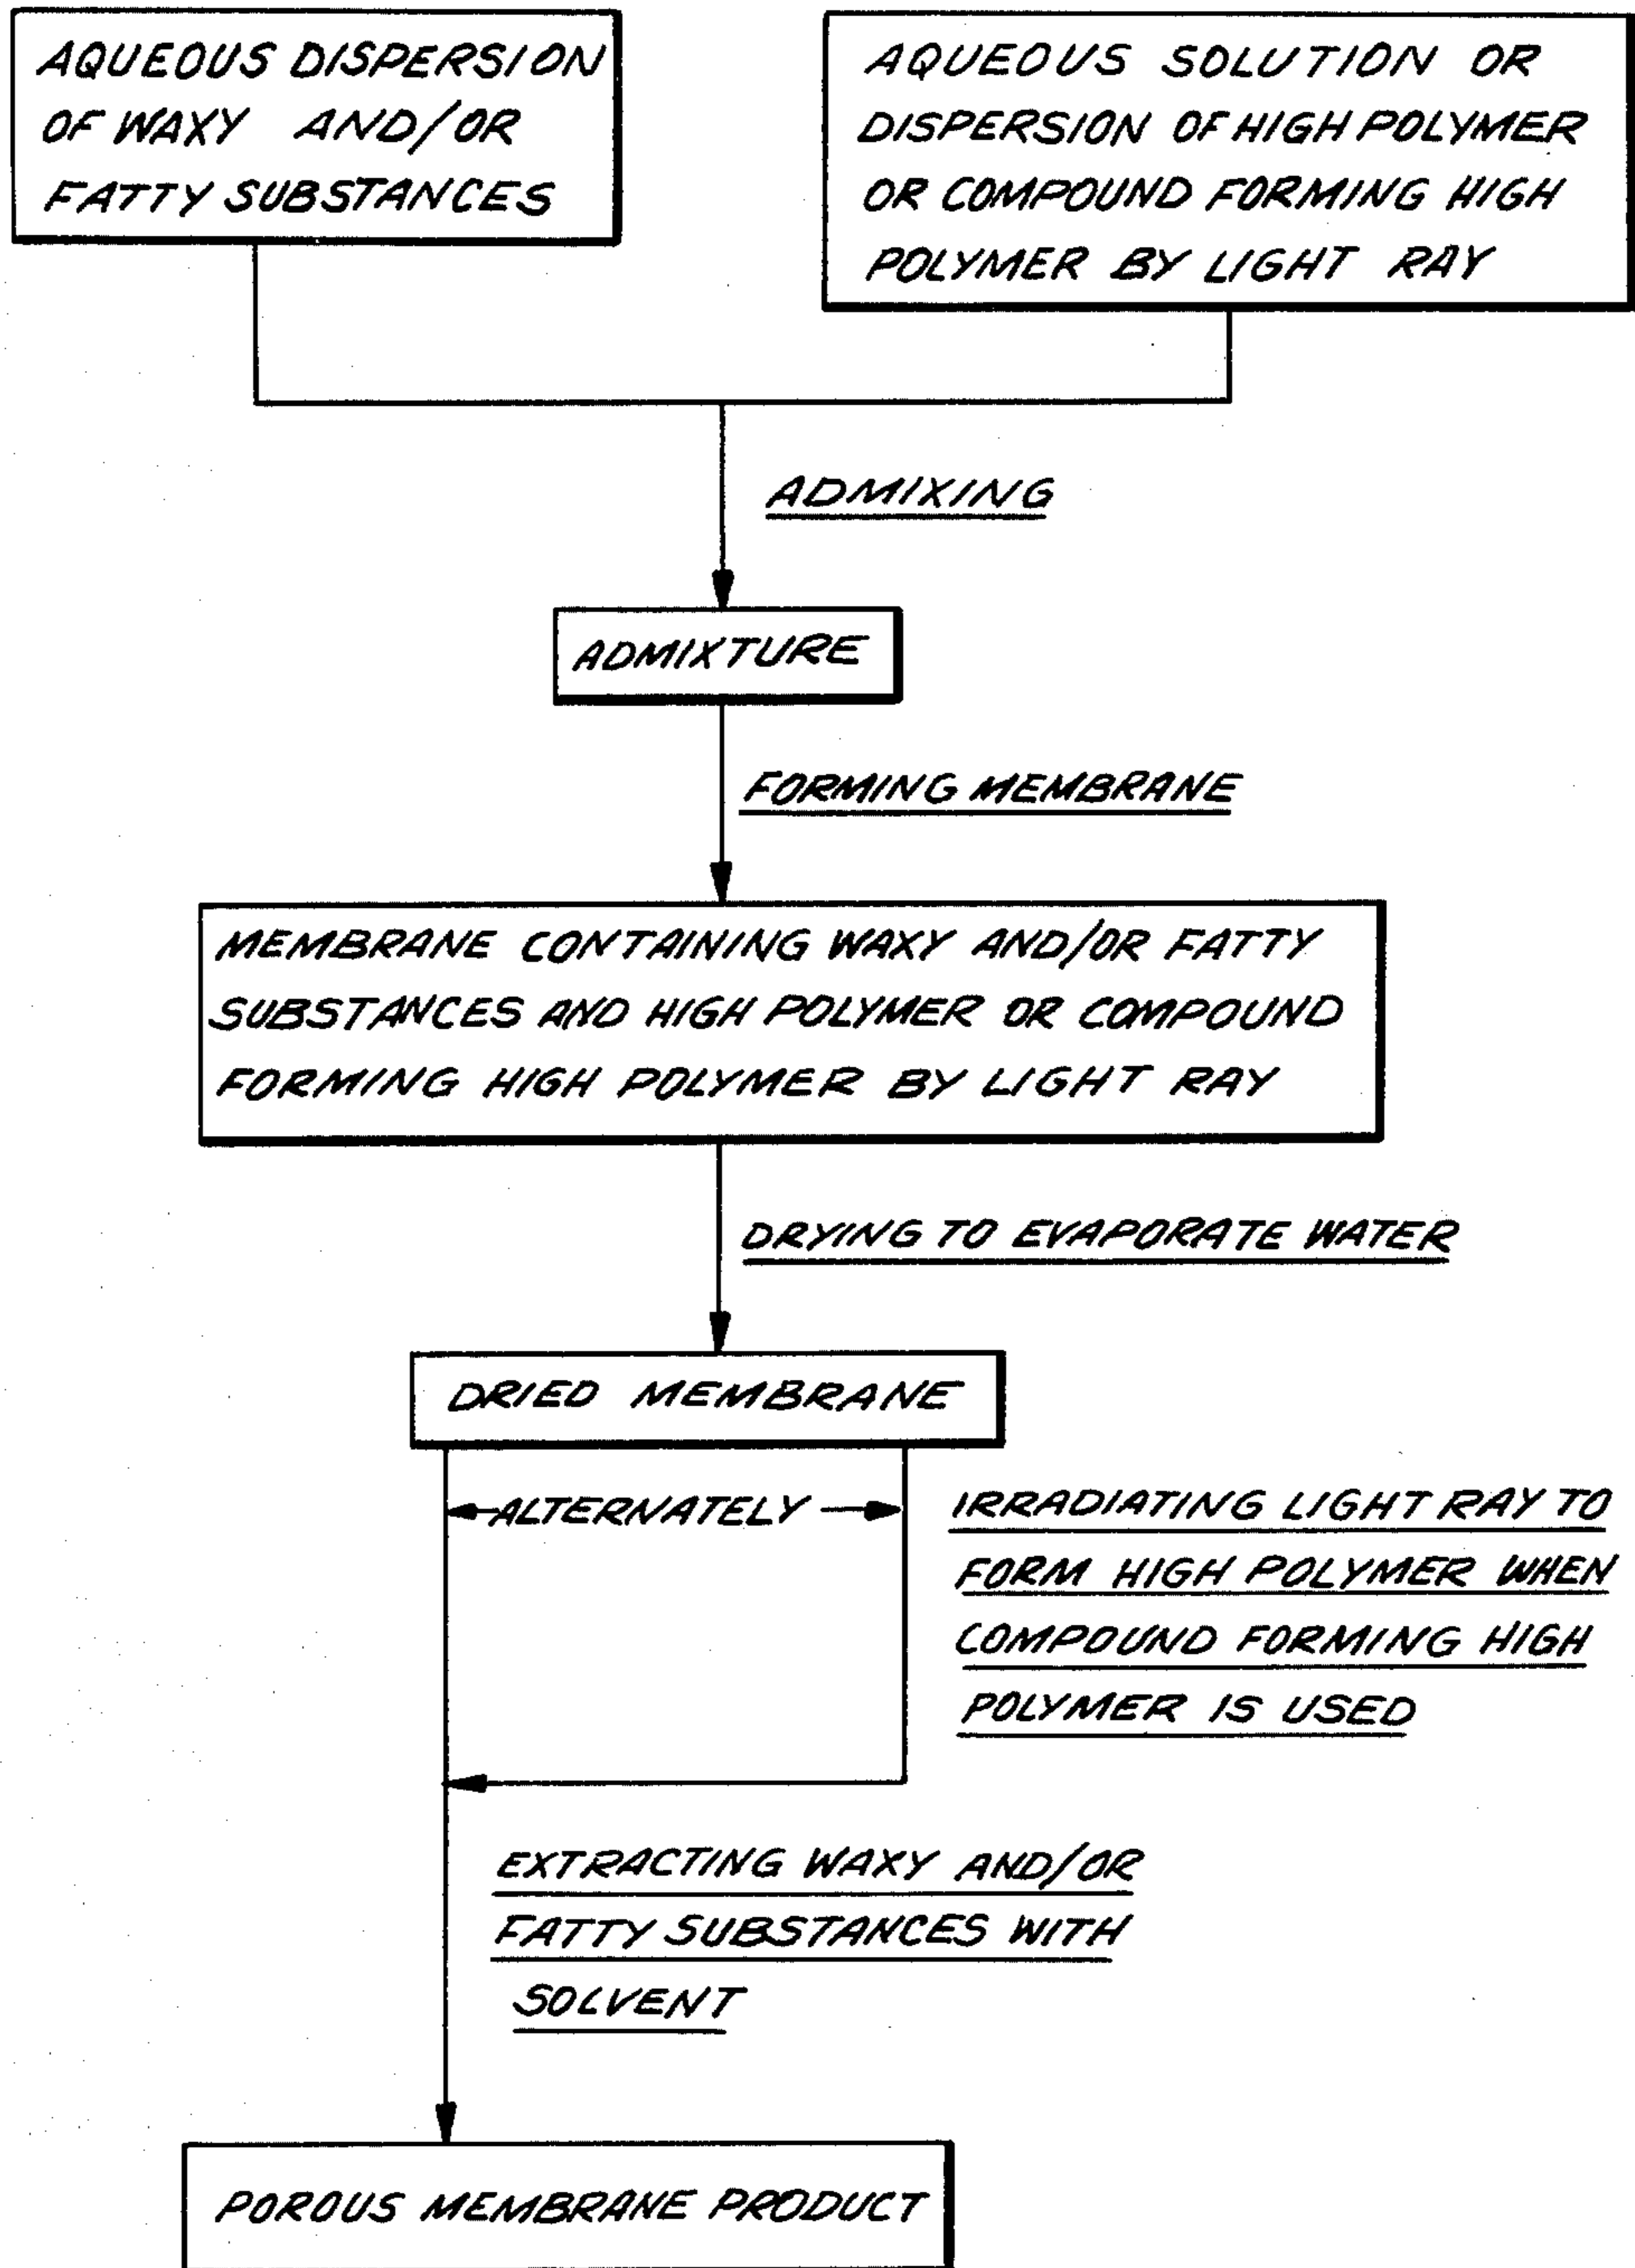 AQUEOUS DISPERSION
OF WAXY AND/OR
FATTY SUBSTANCES
AQUEOUS SOLUTION OR
DISPERSION OF HIGH POLYMER
OR COMPOUND FORMING HIGH
POLYMER BY LIGHT RAY
ADMIXING
ADMIXTURE
FORMING MEMBRANE
MEMBRANE CONTAINING WAXY AND/OR FATTY
SUBSTANCES AND HIGH POLYMER OR COMPOUND
FORMING HIGH POLYMER BY LIGHT RAY
DRYING TO EVAPORATE WATER
DRIED MEMBRANE
ALTERNATELY
IRRADIATING LIGHT RAY TO
FORM HIGH POLYMER WHEN
COMPOUND FORMING HIGH
POLYMER IS USED
EXTRACTING WAXY AND/OR
FATTY SUBSTANCES WITH
SOLVENT
POROUS MEMBRANE PRODUCT